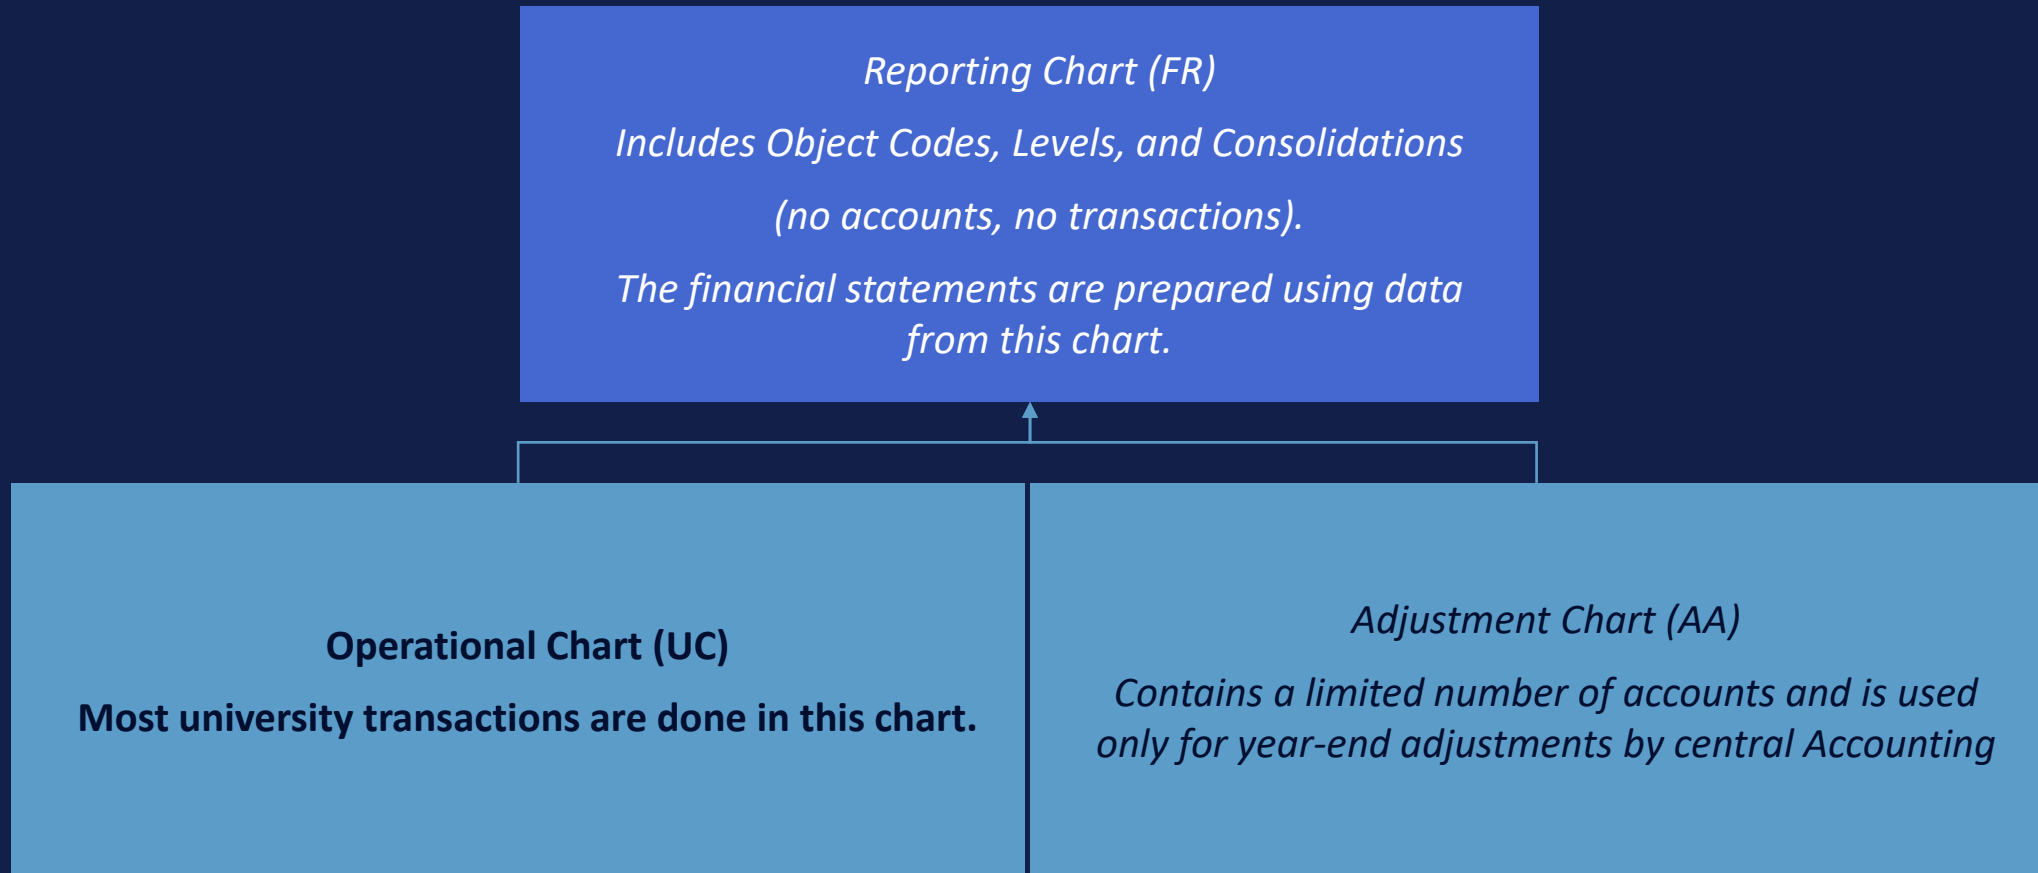 Reporting Chart (FR)
Includes Object Codes, Levels, and Consolidations
(no accounts, no transactions).
The financial statements are prepared using data
from this chart.
Operational Chart (UC)
Most university transactions are done in this chart.
Adjustment Chart (AA)
Contains a limited number of accounts and is used
only for year-end adjustments by central Accounting